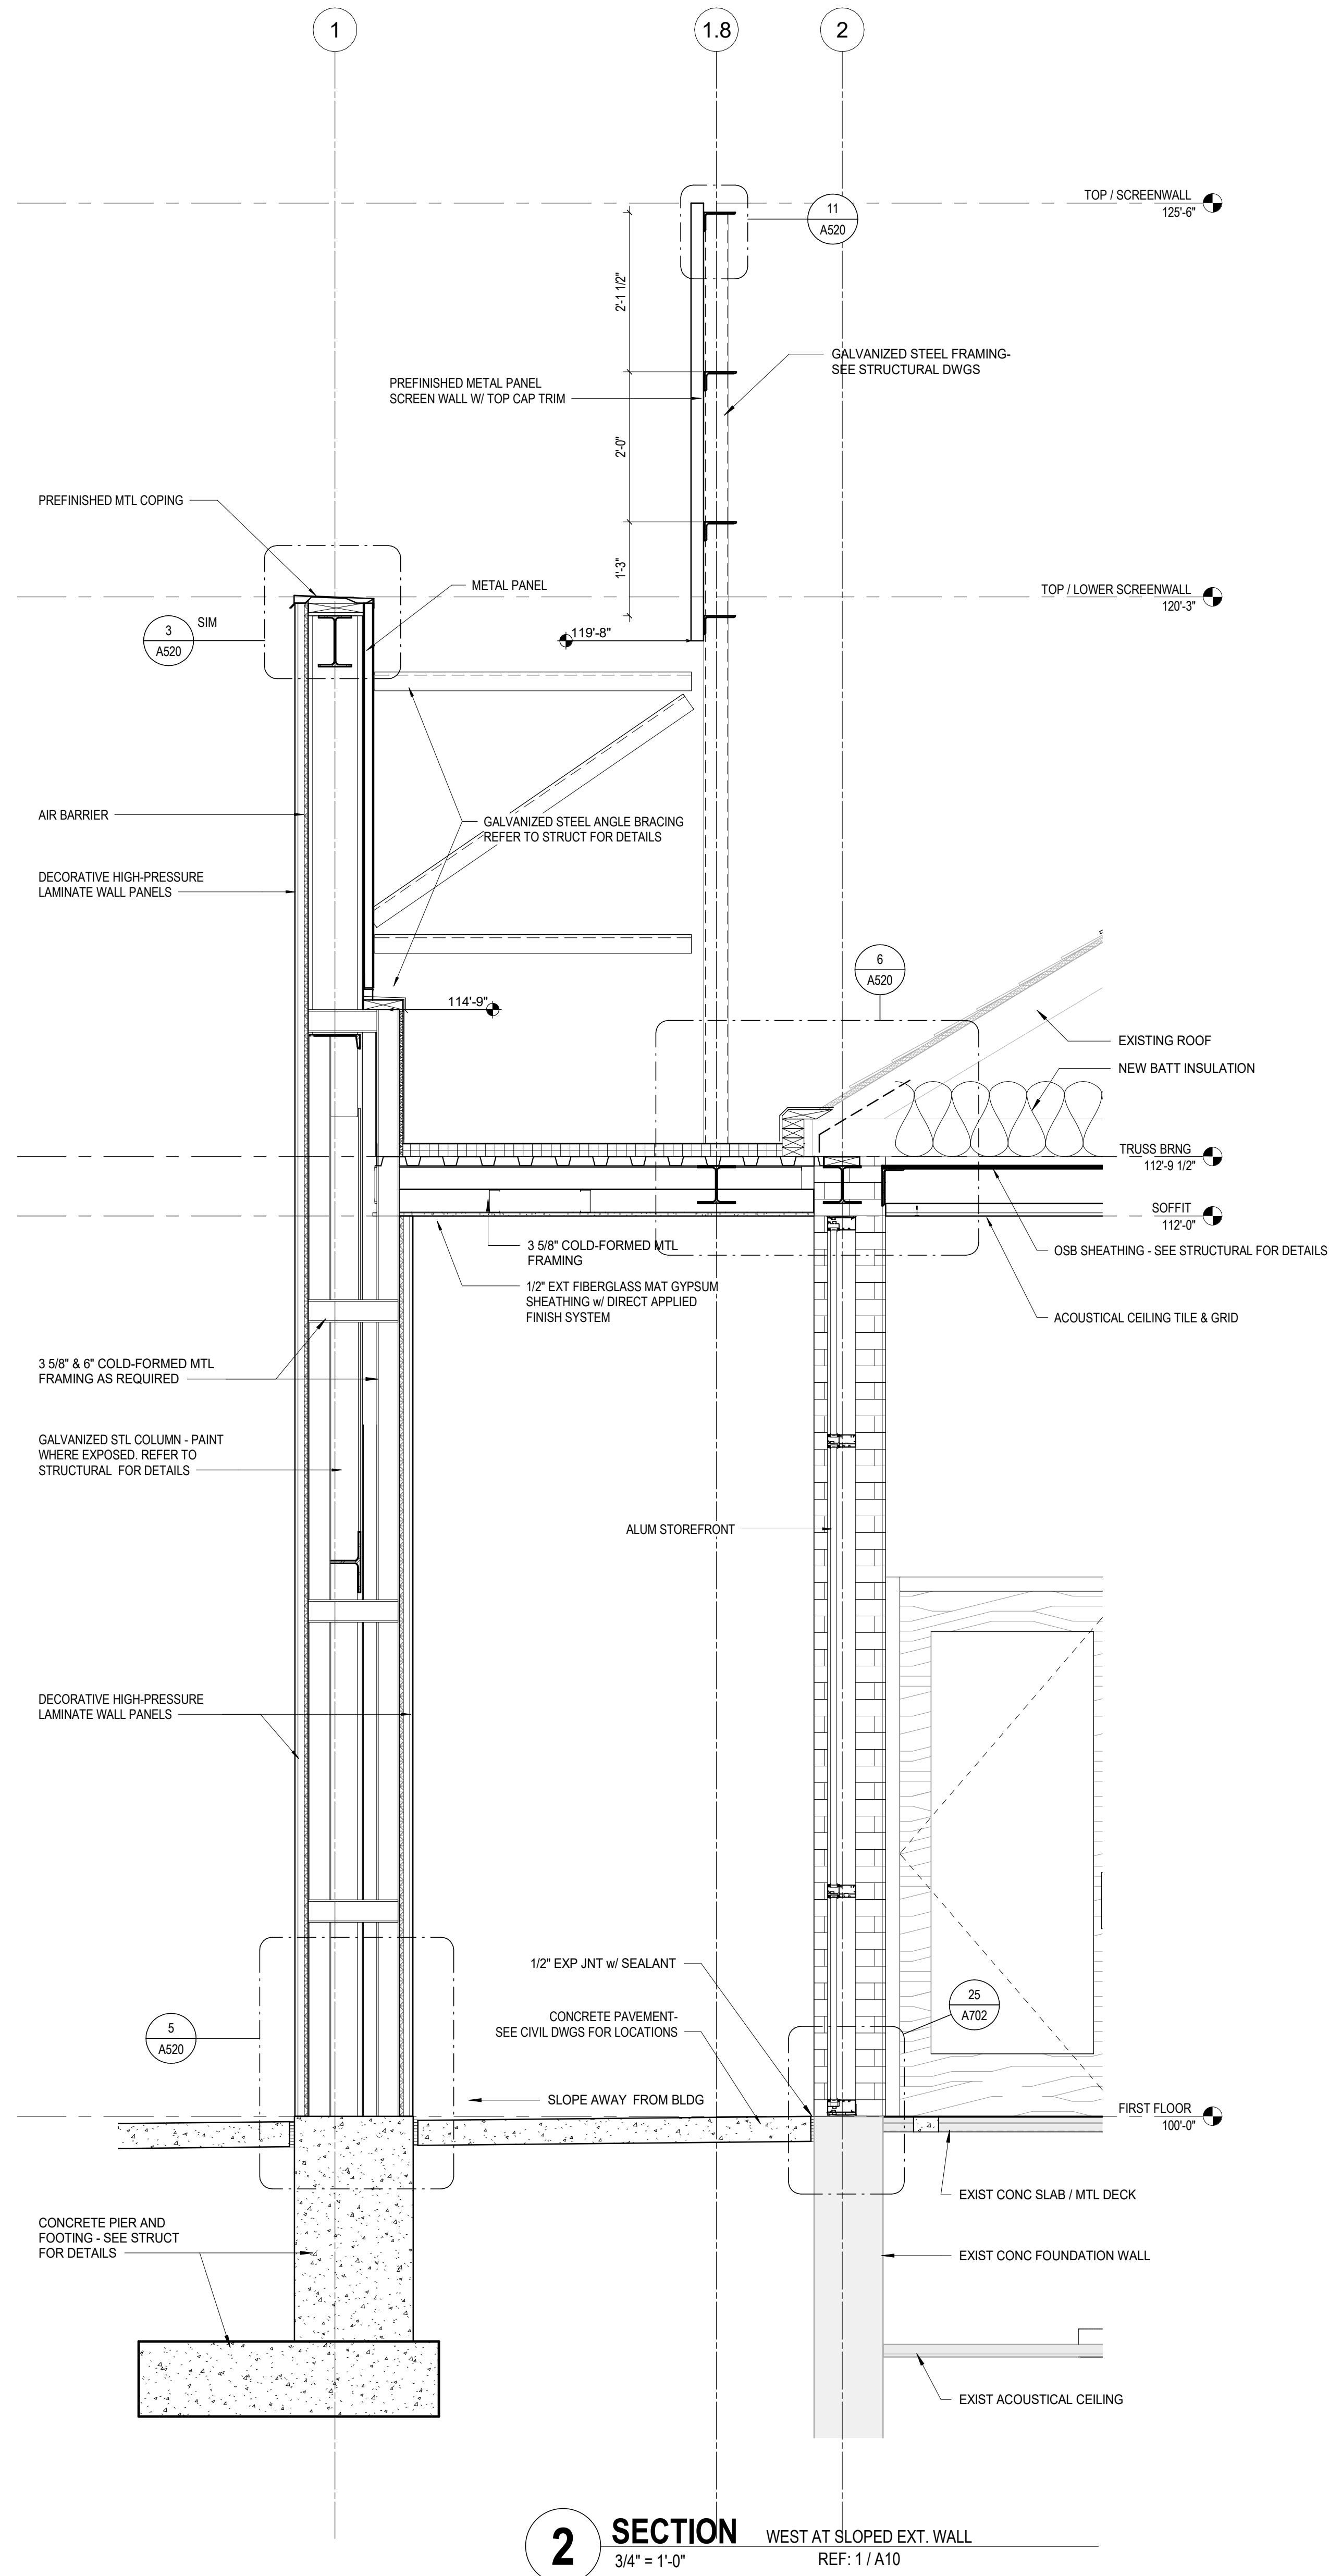 1
1.8
2
TOP / SCREENWALL
125'-6"
11
A520
2'-1 1/2"
GALVANIZED STEEL FRAMING-
SEE STRUCTURAL DWGS
PREFINISHED METAL PANEL
SCREEN WALL W/ TOP CAP TRIM
2'-0"
PREFINISHED MTL COPING
1'-3"
METAL PANEL
TOP / LOWER SCREENWALL
120'-3"
3
A520
SIM
119'-8"
AIR BARRIER
GALVANIZED STEEL ANGLE BRACING
REFER TO STRUCT FOR DETAILS
DECORATIVE HIGH-PRESSURE
LAMINATE WALL PANELS
6
A520
114'-9"
EXISTING ROOF
NEW BATT INSULATION
TRUSS BRNG
112'-9 1/2"
SOFFIT
112'-0"
3 5/8" COLD-FORMED MTL
FRAMING
OSB SHEATHING - SEE STRUCTURAL FOR DETAILS
1/2" EXT FIBERGLASS MAT GYPSUM
SHEATHING w/ DIRECT APPLIED
FINISH SYSTEM
ACOUSTICAL CEILING TILE & GRID
3 5/8" & 6" COLD-FORMED MTL
FRAMING AS REQUIRED
GALVANIZED STL COLUMN - PAINT
WHERE EXPOSED. REFER TO
STRUCTURAL FOR DETAILS
ALUM STOREFRONT
DECORATIVE HIGH-PRESSURE
LAMINATE WALL PANELS
1/2" EXP JNT w/ SEALANT
25
A702
CONCRETE PAVEMENT-
SEE CIVIL DWGS FOR LOCATIONS
5
A520
SLOPE AWAY FROM BLDG
FIRST FLOOR
100'-0"
EXIST CONC SLAB / MTL DECK
CONCRETE PIER AND
FOOTING - SEE STRUCT
FOR DETAILS
EXIST CONC FOUNDATION WALL
EXIST ACOUSTICAL CEILING
2
SECTION
WEST AT SLOPED EXT. WALL
3/4" = 1'-0"
REF: 1 / A10